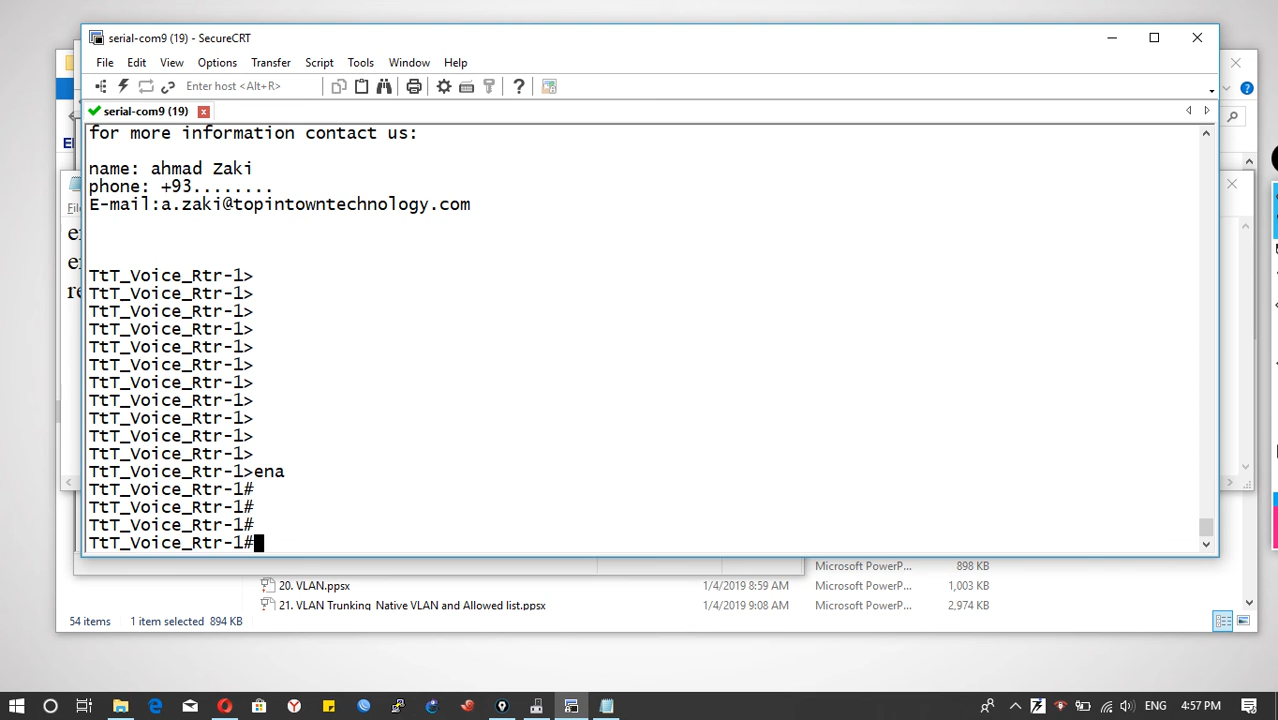 serial-com9 (19) - SecureCRT
File Edit View Options Transfer Script Tools Window Help
Enter host <Alt+R>
serial-com9 (19)
for more information contact us:
name: ahmad Zaki
phone: +93........
E-mail:a.zaki@topintowntechnology.com
TtT_Voice_Rtr-1>
TtT_Voice_Rtr-1>
TtT_Voice_Rtr-1>
TtT_Voice_Rtr-1>
TtT_Voice_Rtr-1>
TtT_Voice_Rtr-1>
TtT_Voice_Rtr-1>
TtT_Voice_Rtr-1>
TtT_Voice_Rtr-1>
TtT_Voice_Rtr-1>
TtT_Voice_Rtr-1>
TtT_Voice_Rtr-1>ena
TtT_Voice_Rtr-1#
TtT_Voice_Rtr-1#
TtT_Voice_Rtr-1#
TtT_Voice_Rtr-1#
Microsoft PowerP... 898 KB
20. VLAN.ppsx 1/4/2019 8:59 AM Microsoft PowerP... 1,003 KB
21. VLAN Trunking Native VLAN and Allowed list.ppsx 1/4/2019 9:08 AM Microsoft PowerP... 2,974 KB
54 items 1 item selected 894 KB
ENG 4:57 PM